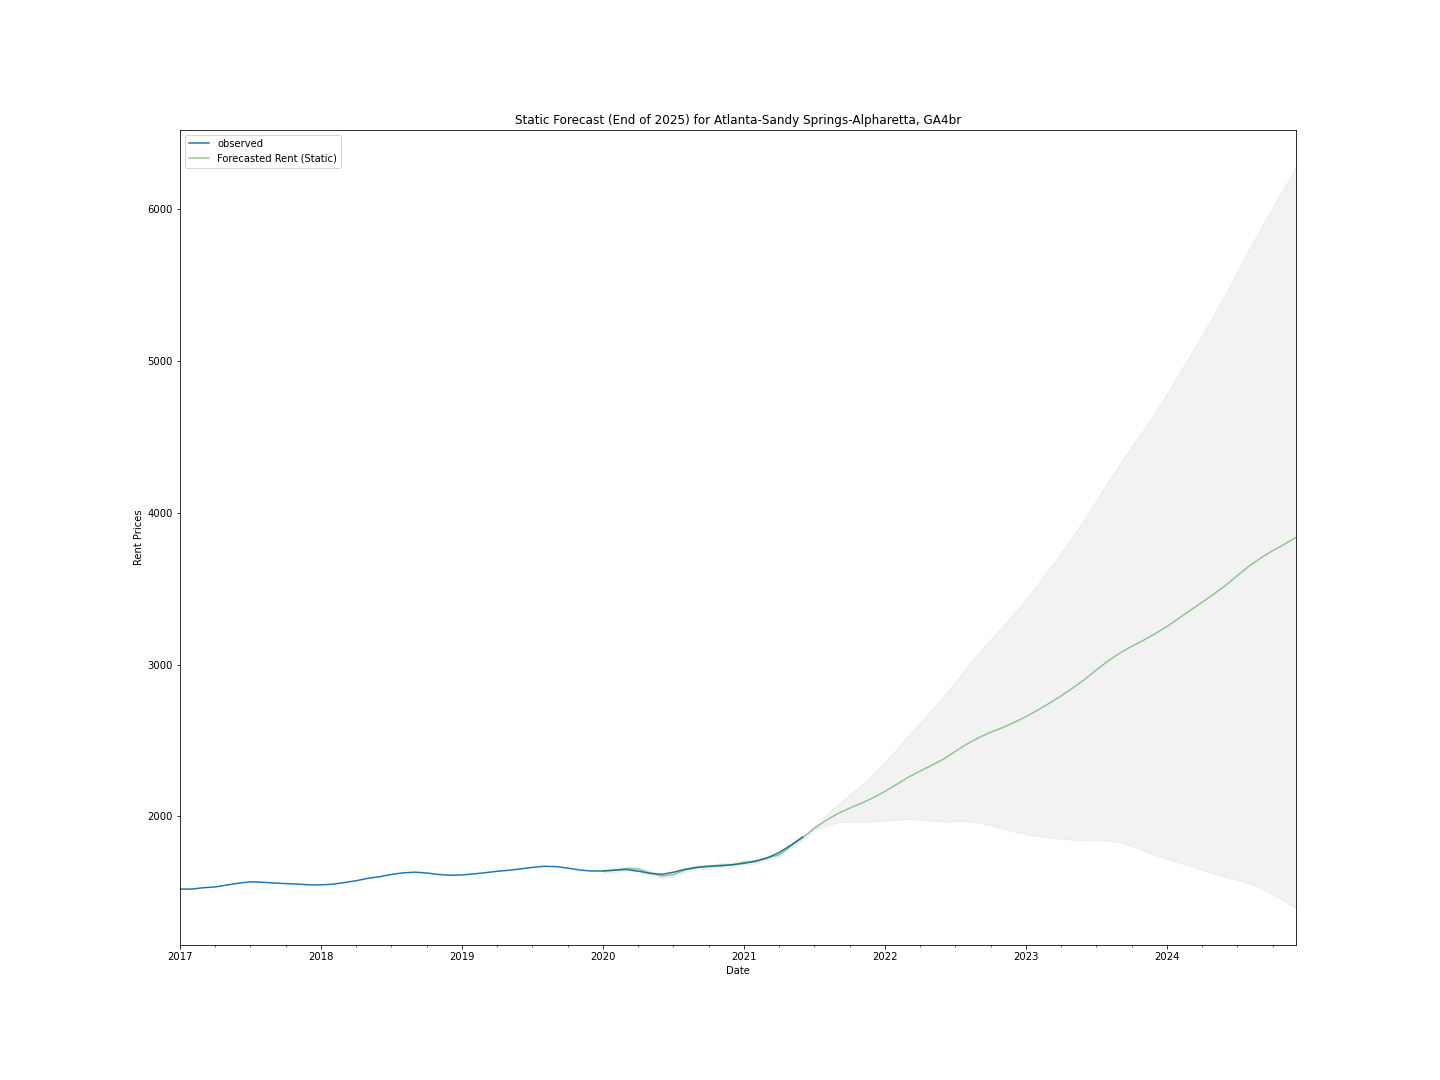 Static Forecast (End of 2025) for Atlanta-Sandy Springs-Alpharetta, GA4br
observed
Forecasted Rent (Static)
6000
5000
4000
3000
2000
Rent Prices
2017 2018 2019 2020 2021 2022 2023 2024
Date